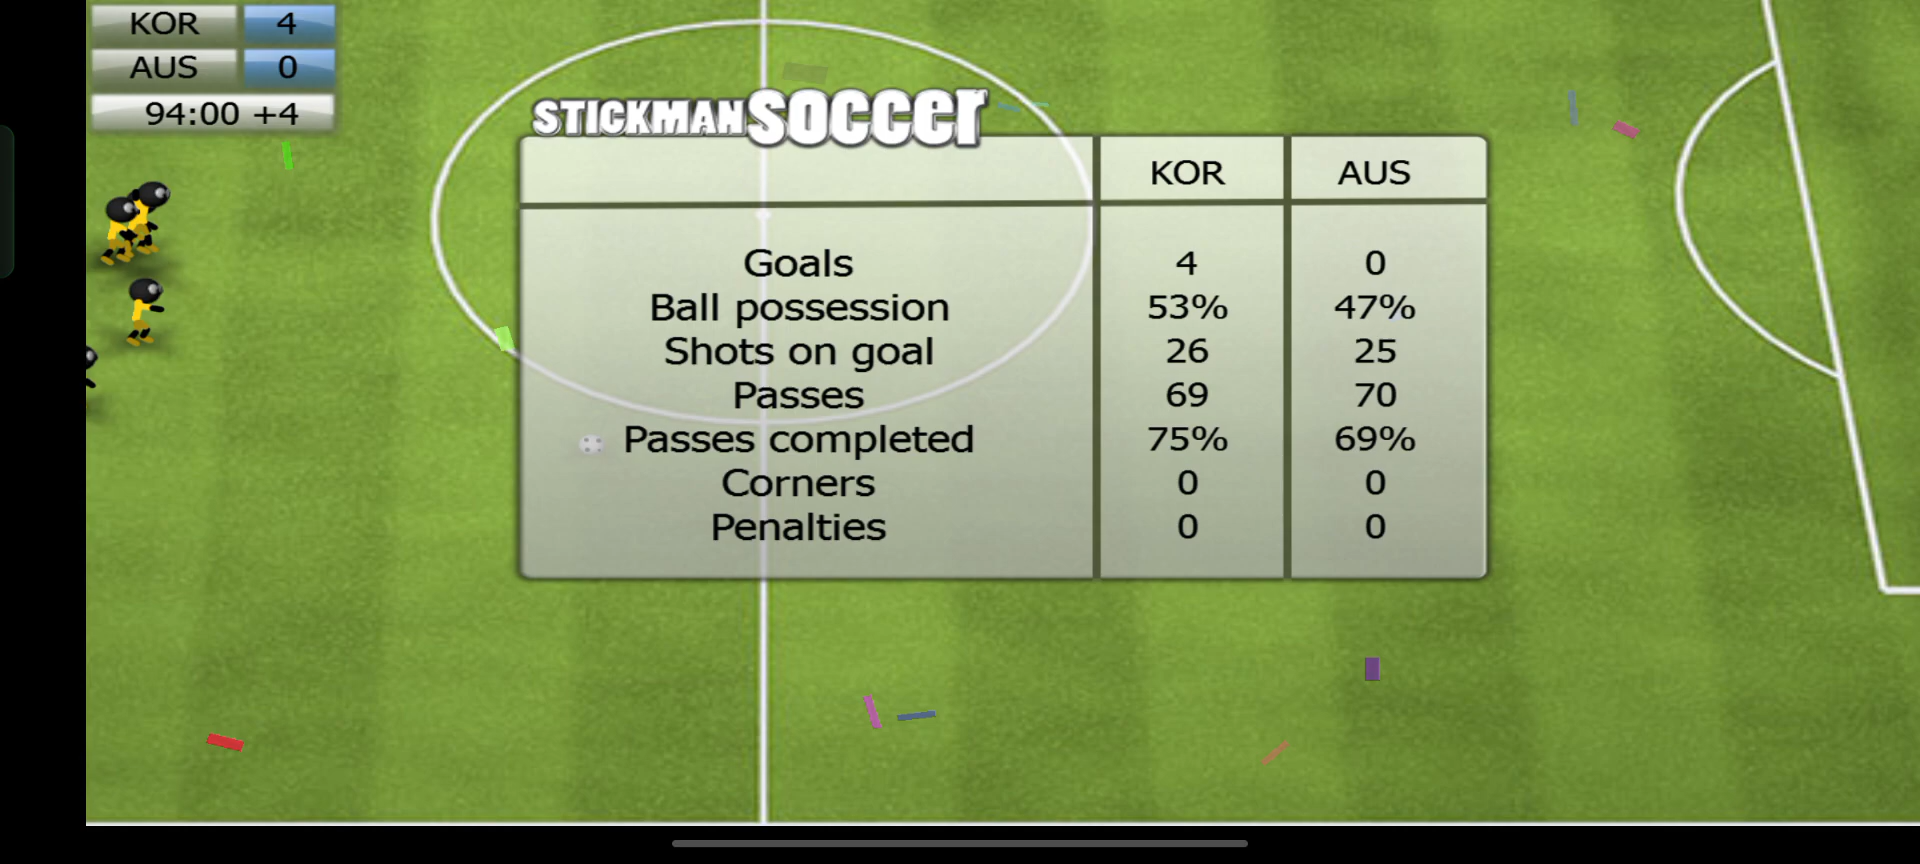 KOR 4
AUS 0
94:00 +4
STICKMAN SOCCER
KOR AUS
Goals 4 0
Ball possession 53% 47%
Shots on goal 26 25
Passes 69 70
Passes completed 75% 69%
Corners 0 0
Penalties 0 0